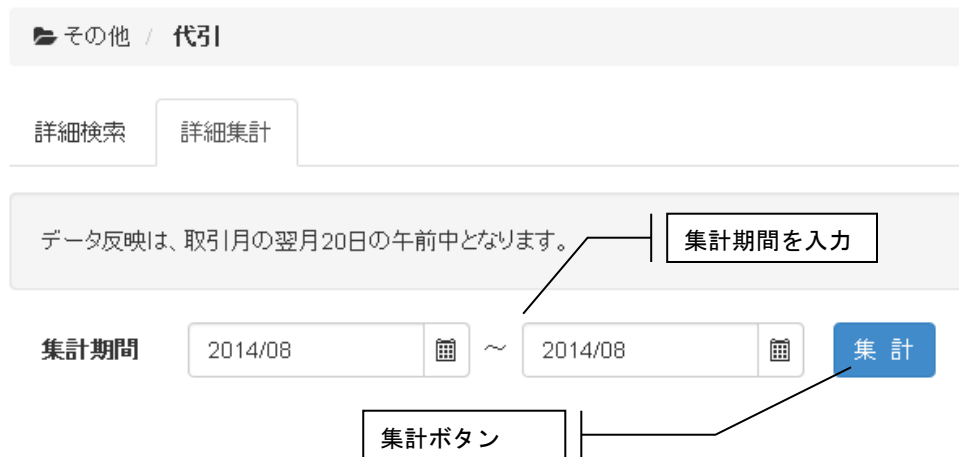 その他 / 代引
詳細検索 詳細集計
データ反映は、取引月の翌月20日の午前中となります。
集計期間を入力
集計期間 2014/08 ～ 2014/08 集 計
集計ボタン